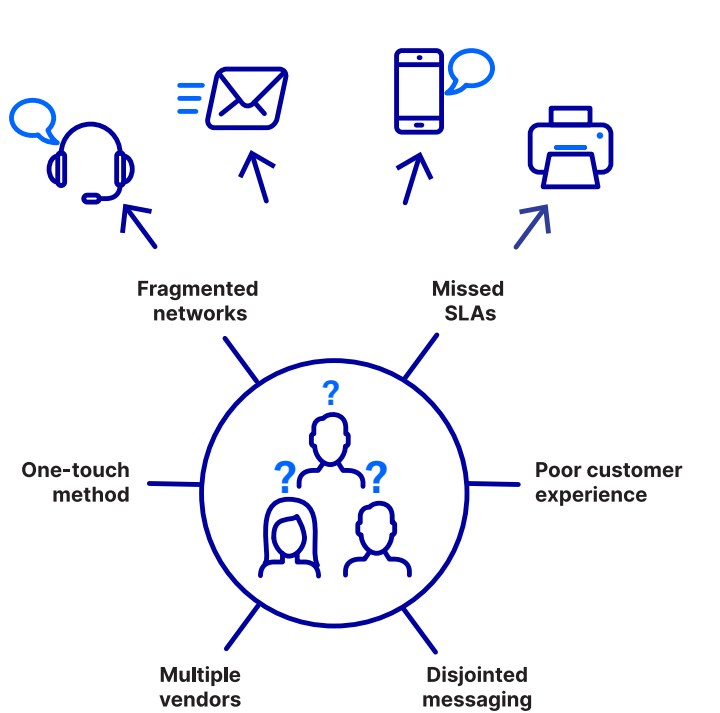 Fragmented
networks
Missed
SLAs
?
One-touch
method
? ?
Poor customer
experience
Multiple
vendors
Disjointed
messaging